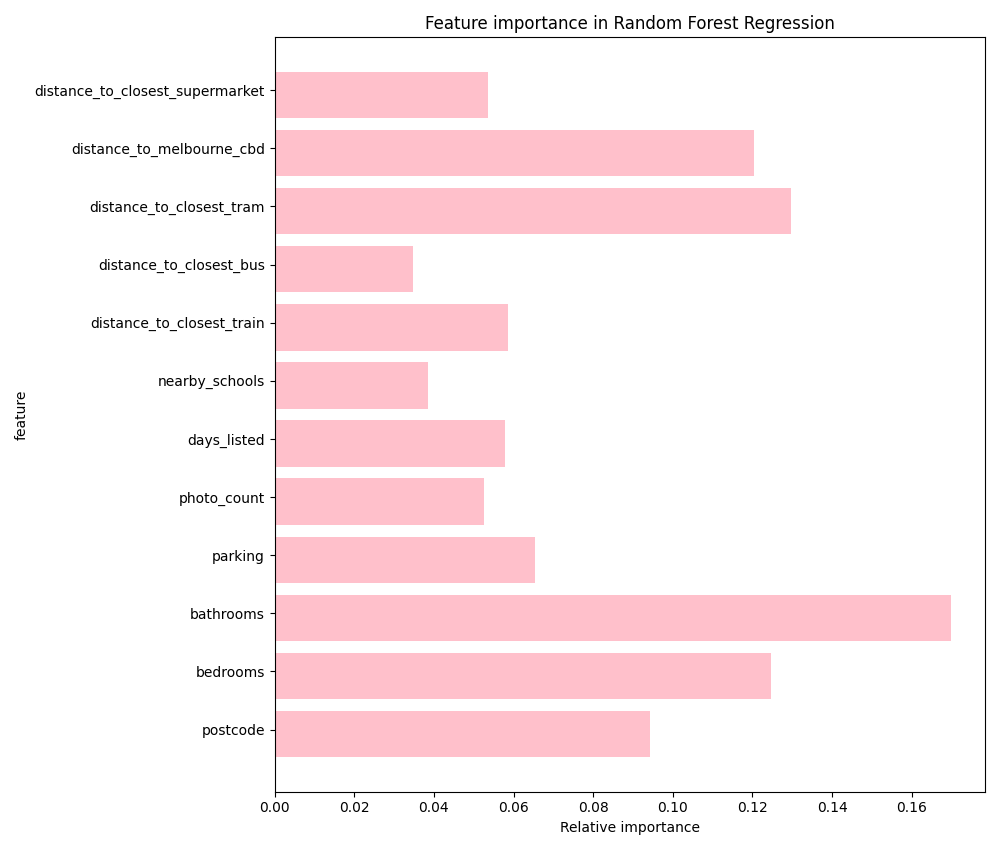 Feature importance in Random Forest Regression
distance_to_closest_supermarket
distance_to_melbourne_cbd
distance_to_closest_tram
distance_to_closest_bus
distance_to_closest_train
nearby_schools
days_listed
photo_count
parking
bathrooms
bedrooms
postcode
feature
0.00 0.02 0.04 0.06 0.08 0.10 0.12 0.14 0.16
Relative importance